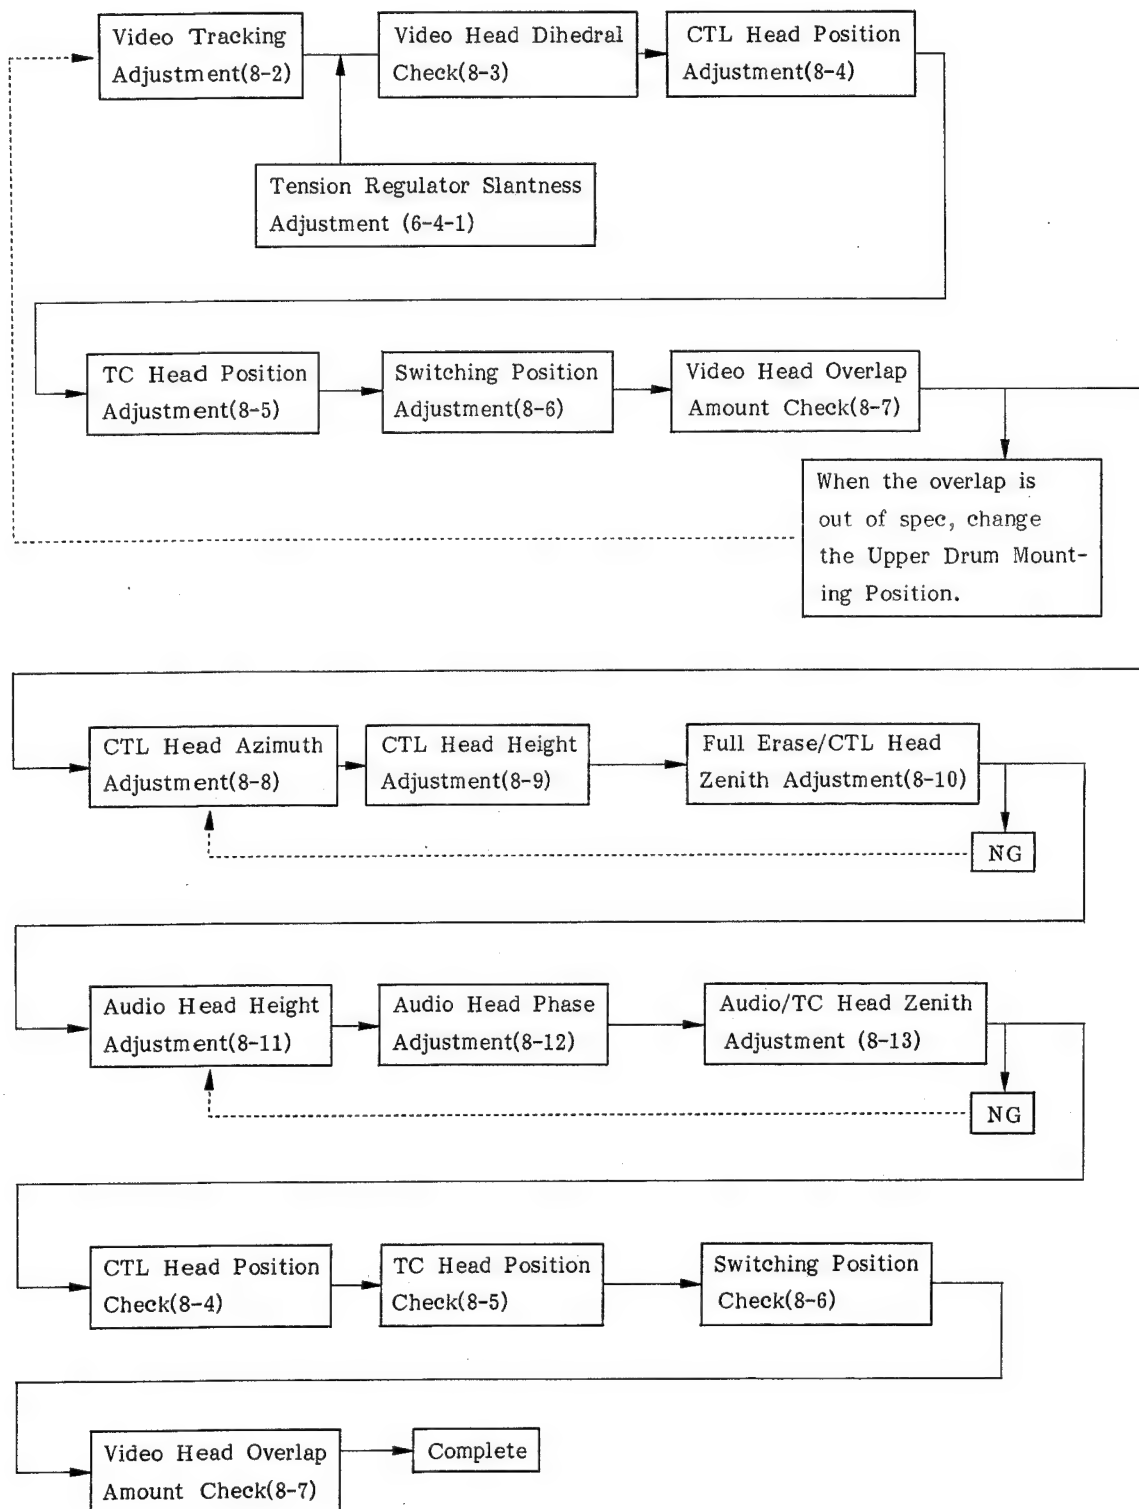 Video Tracking
Adjustment(8-2)
Video Head Dihedral
Check(8-3)
CTL Head Position
Adjustment(8-4)
Tension Regulator Slantness
Adjustment (6-4-1)
TC Head Position
Adjustment(8-5)
Switching Position
Adjustment(8-6)
Video Head Overlap
Amount Check(8-7)
When the overlap is
out of spec, change
the Upper Drum Mount-
ing Position.
CTL Head Azimuth
Adjustment(8-8)
CTL Head Height
Adjustment(8-9)
Full Erase/CTL Head
Zenith Adjustment(8-10)
NG
Audio Head Height
Adjustment(8-11)
Audio Head Phase
Adjustment(8-12)
Audio/TC Head Zenith
Adjustment (8-13)
NG
CTL Head Position
Check(8-4)
TC Head Position
Check(8-5)
Switching Position
Check(8-6)
Video Head Overlap
Amount Check(8-7)
Complete